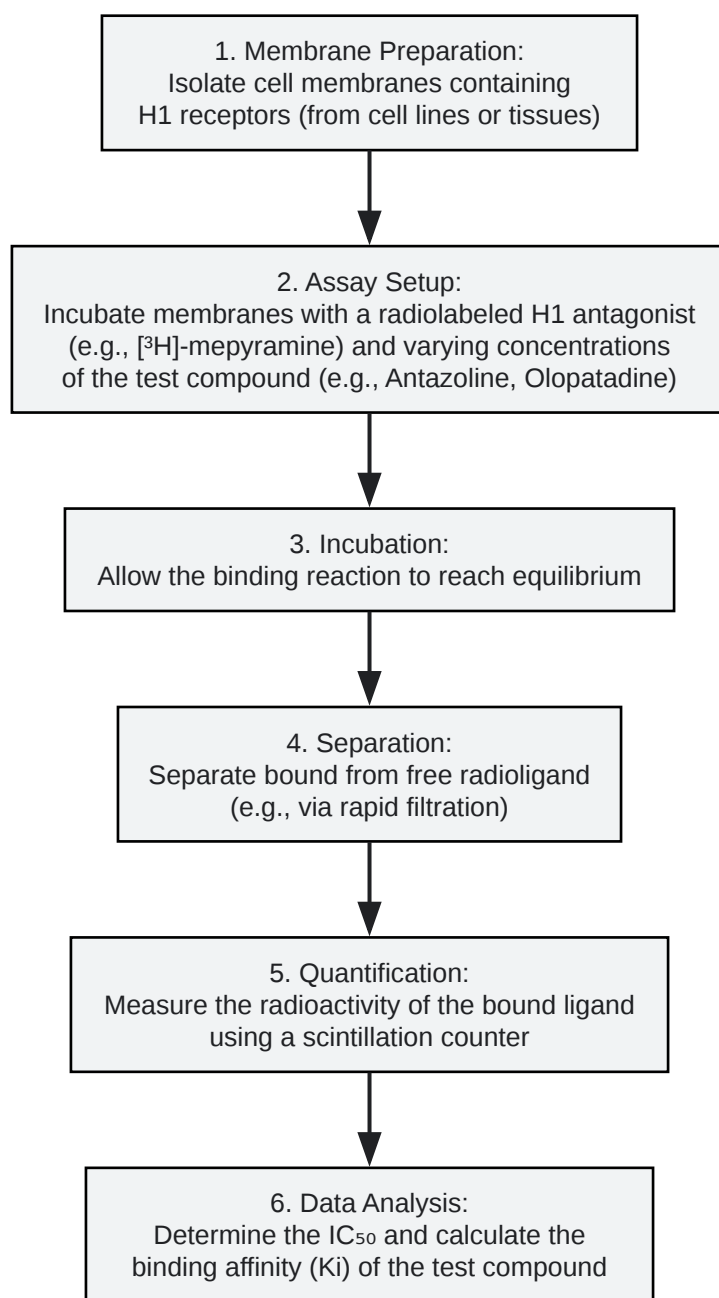 1. Membrane Preparation:
Isolate cell membranes containing
H1 receptors (from cell lines or tissues)
2. Assay Setup:
Incubate membranes with a radiolabeled H1 antagonist
(e.g., [³H]-mepyramine) and varying concentrations
of the test compound (e.g., Antazoline, Olopatadine)
3. Incubation:
Allow the binding reaction to reach equilibrium
4. Separation:
Separate bound from free radioligand
(e.g., via rapid filtration)
5. Quantification:
Measure the radioactivity of the bound ligand
using a scintillation counter
6. Data Analysis:
Determine the IC₅₀ and calculate the
binding affinity (Ki) of the test compound